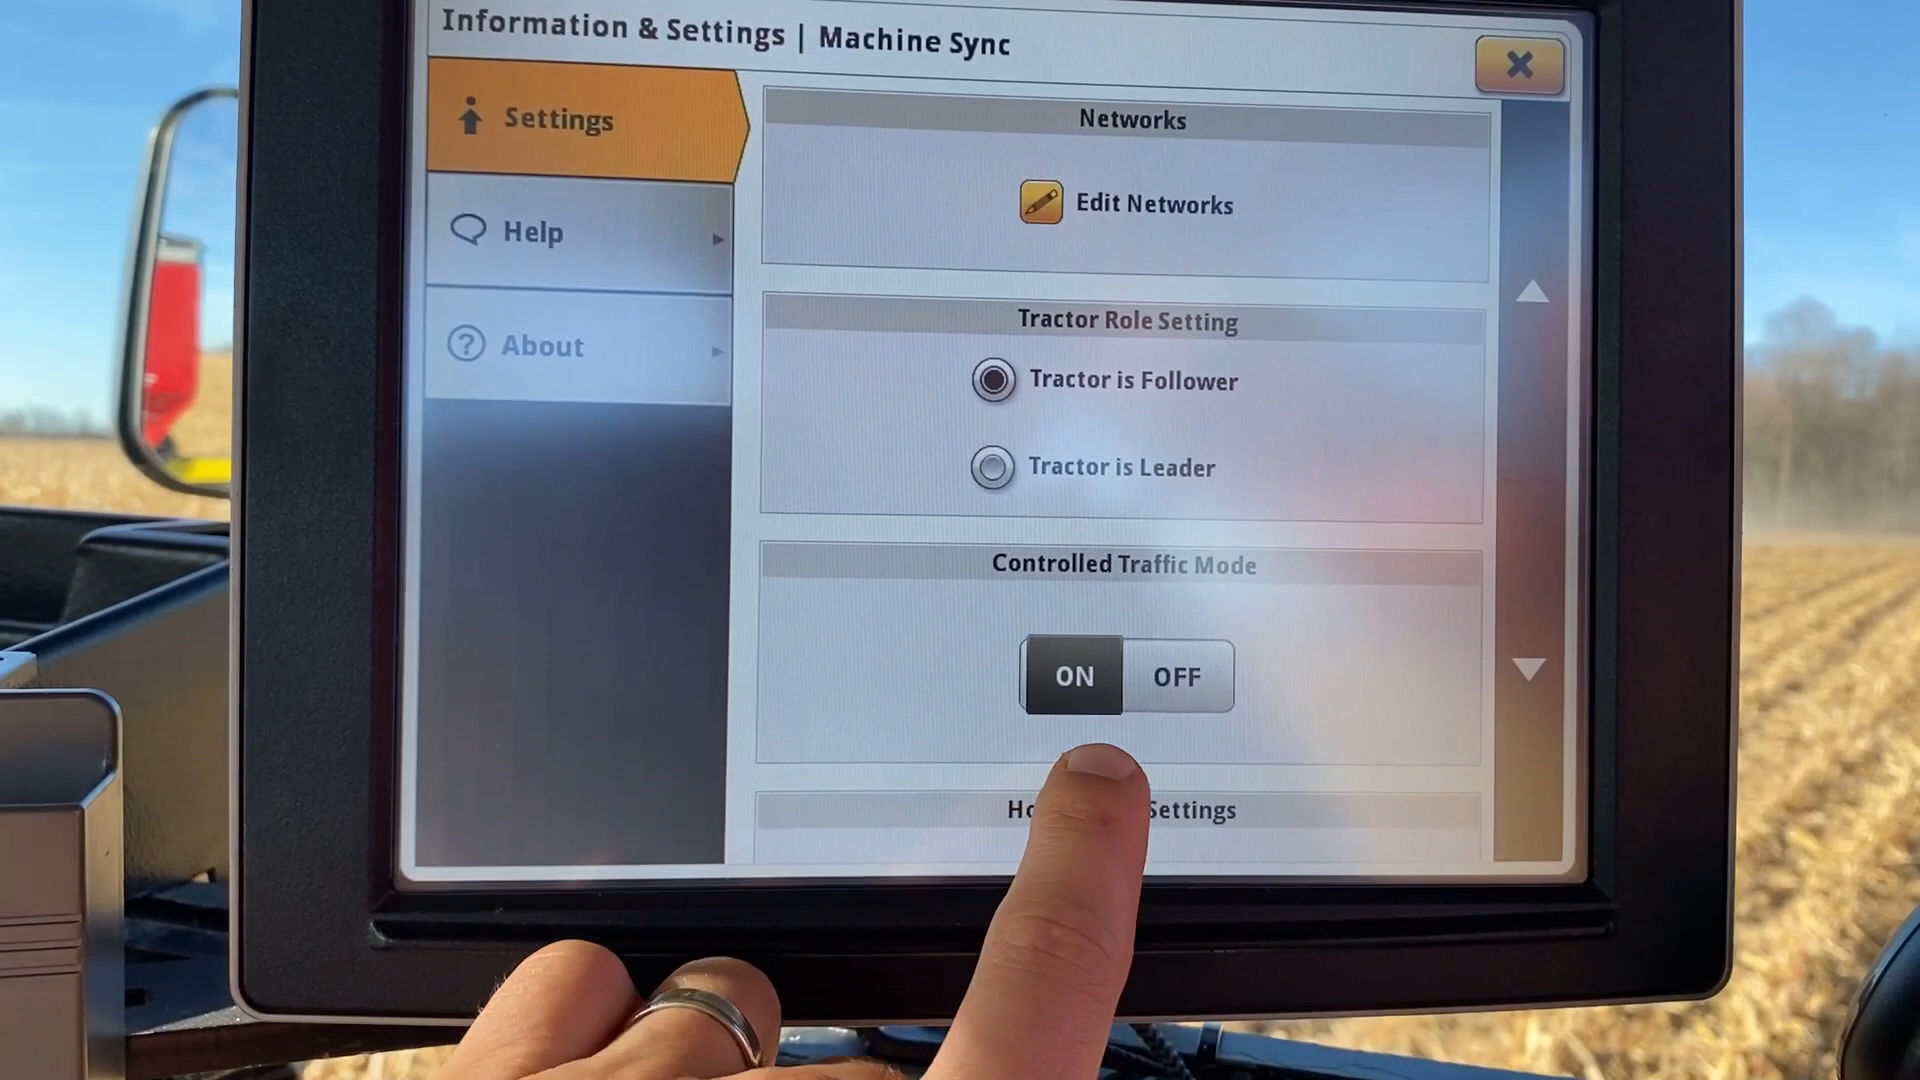 Information & Settings | Machine Sync
Settings
Help
About
Networks
Edit Networks
Tractor Role Setting
Tractor is Follower
Tractor is Leader
Controlled Traffic Mode
ON OFF
Settings